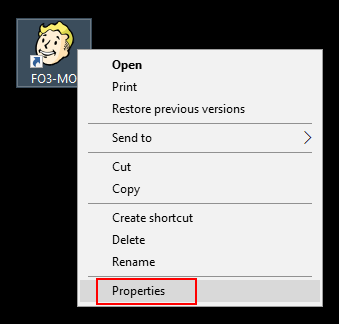 FO3-MO
Open
Print
Restore previous versions
Send to
Cut
Copy
Create shortcut
Delete
Rename
Properties